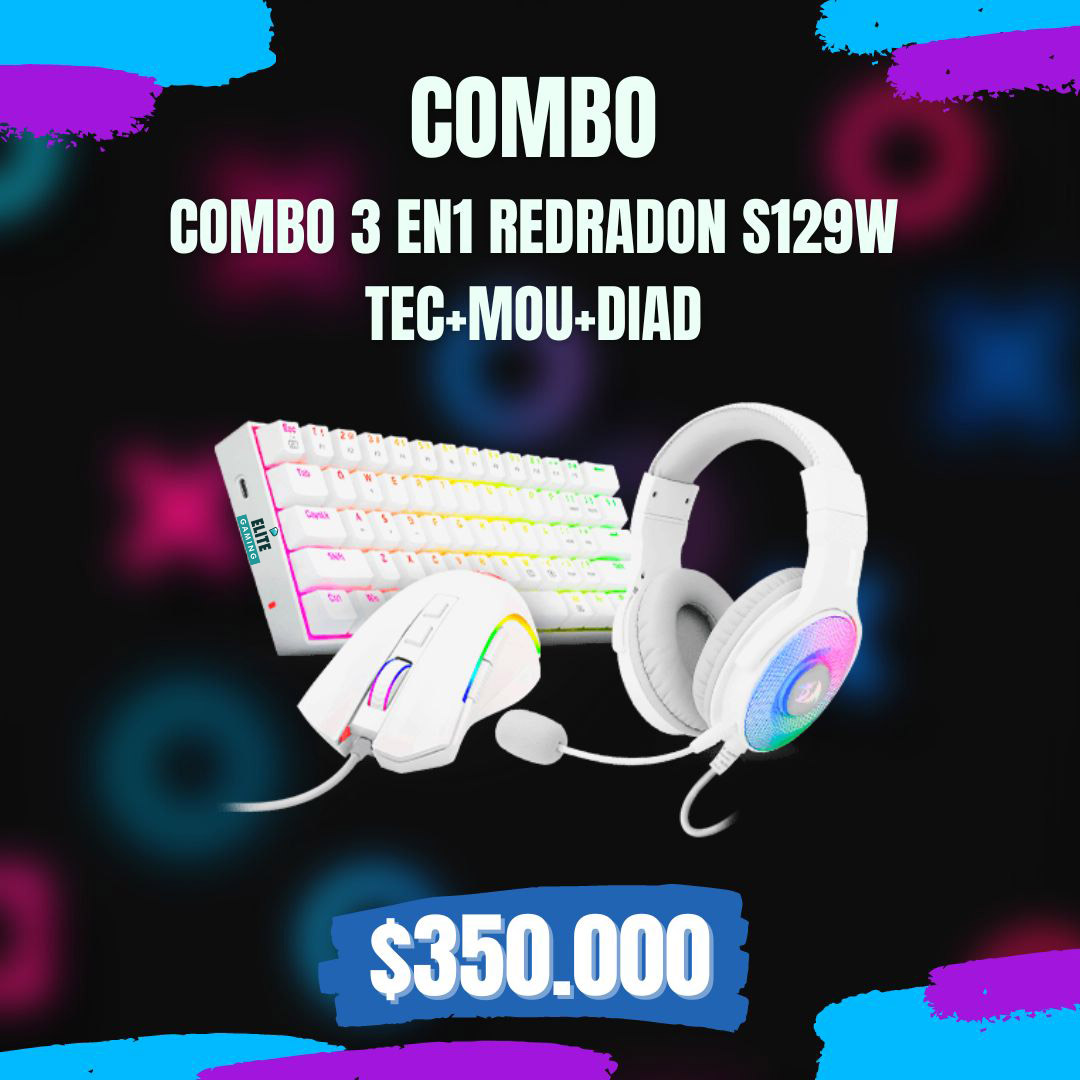 COMBO
COMBO 3 EN1 REDRADON S129W
TEC+MOU+DIAD
ELITE
GAMING
$350.000